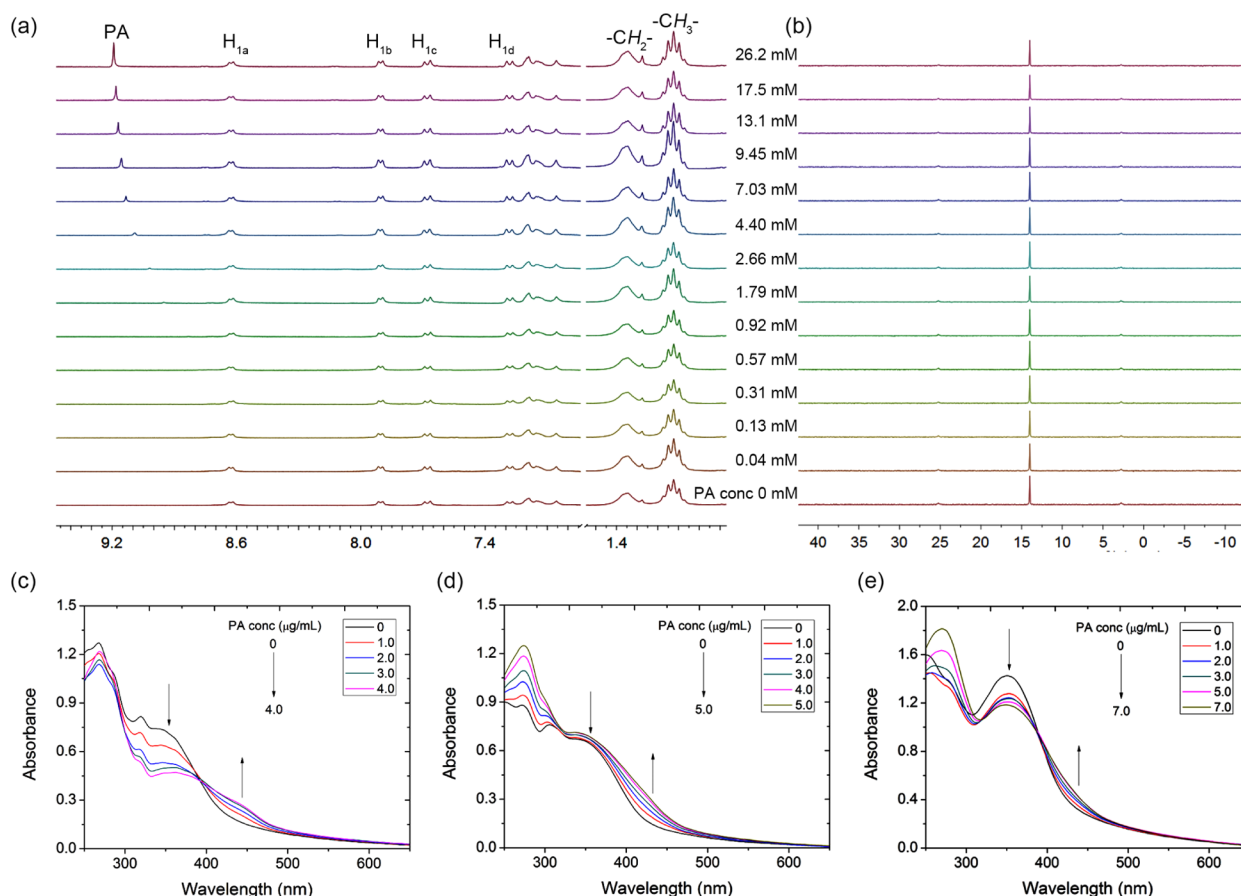 (a)
PA
H1a
H1b
H1c
H1d
-CH2-
-CH3-
(b)
26.2 mM
17.5 mM
13.1 mM
9.45 mM
7.03 mM
4.40 mM
2.66 mM
1.79 mM
0.92 mM
0.57 mM
0.31 mM
0.13 mM
0.04 mM
PA conc 0 mM
9.2 8.6 8.0 7.4 1.4
40 35 30 25 20 15 10 5 0 -5 -10
(c)
1.5
1.2
0.9
0.6
0.3
0.0
Absorbance
PA conc (µg/mL)
0
4.0
0
1.0
2.0
3.0
4.0
300 400 500 600
Wavelength (nm)
(d)
1.5
1.2
0.9
0.6
0.3
0.0
Absorbance
PA conc (µg/mL)
0
5.0
0
1.0
2.0
3.0
4.0
5.0
300 400 500 600
Wavelength (nm)
(e)
2.0
1.6
1.2
0.8
0.4
0.0
Absorbance
PA conc (µg/mL)
0
7.0
0
1.0
2.0
3.0
5.0
7.0
300 400 500 600
Wavelength (nm)